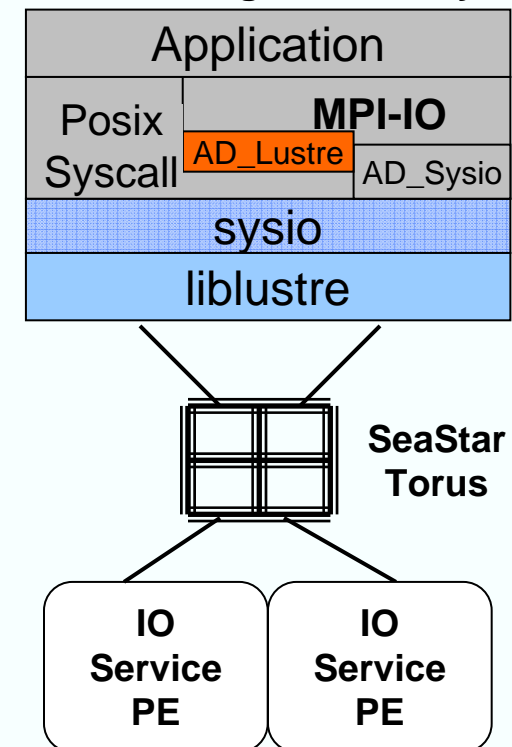 Application
Posix
Syscall
MPI-IO
AD_Lustre
AD_Sysio
sysio
liblustre
SeaStar
Torus
IO
Service
PE
IO
Service
PE